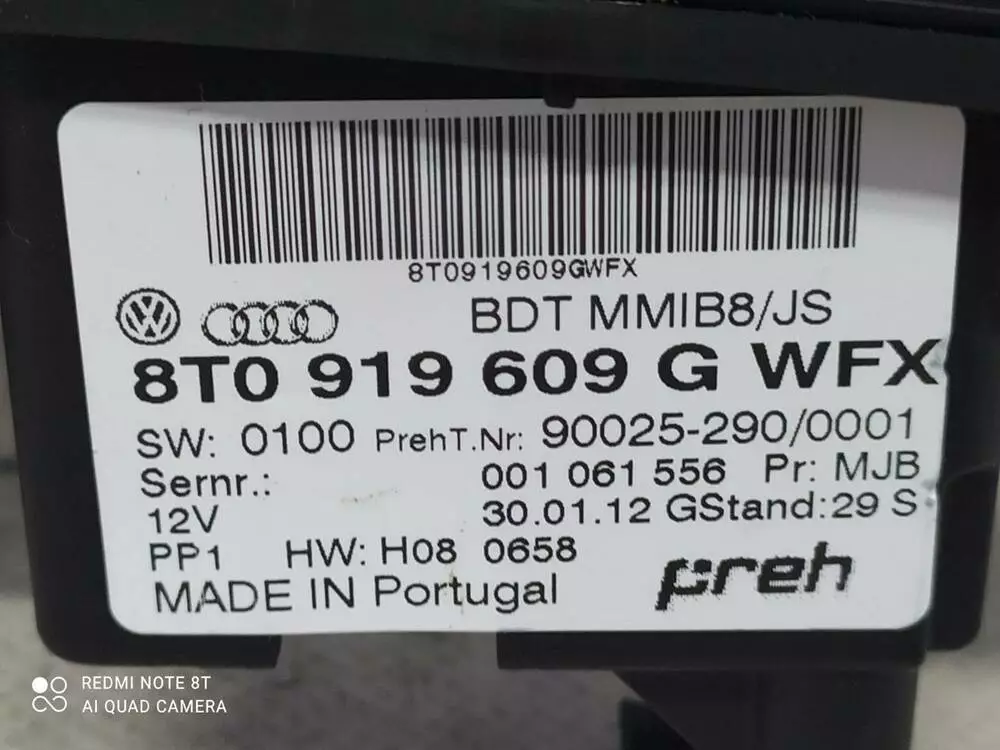 8T0919609GWFX
BDT MMIB8/JS
8T0 919 609 G WFX
SW: 0100 PrehT.Nr: 90025-290/0001
Sernr.: 001 061 556 Pr: MJB
12V 30.01.12 GStand:29 S
PP1 HW: H08 0658
MADE IN Portugal preh
REDMI NOTE 8T
AI QUAD CAMERA